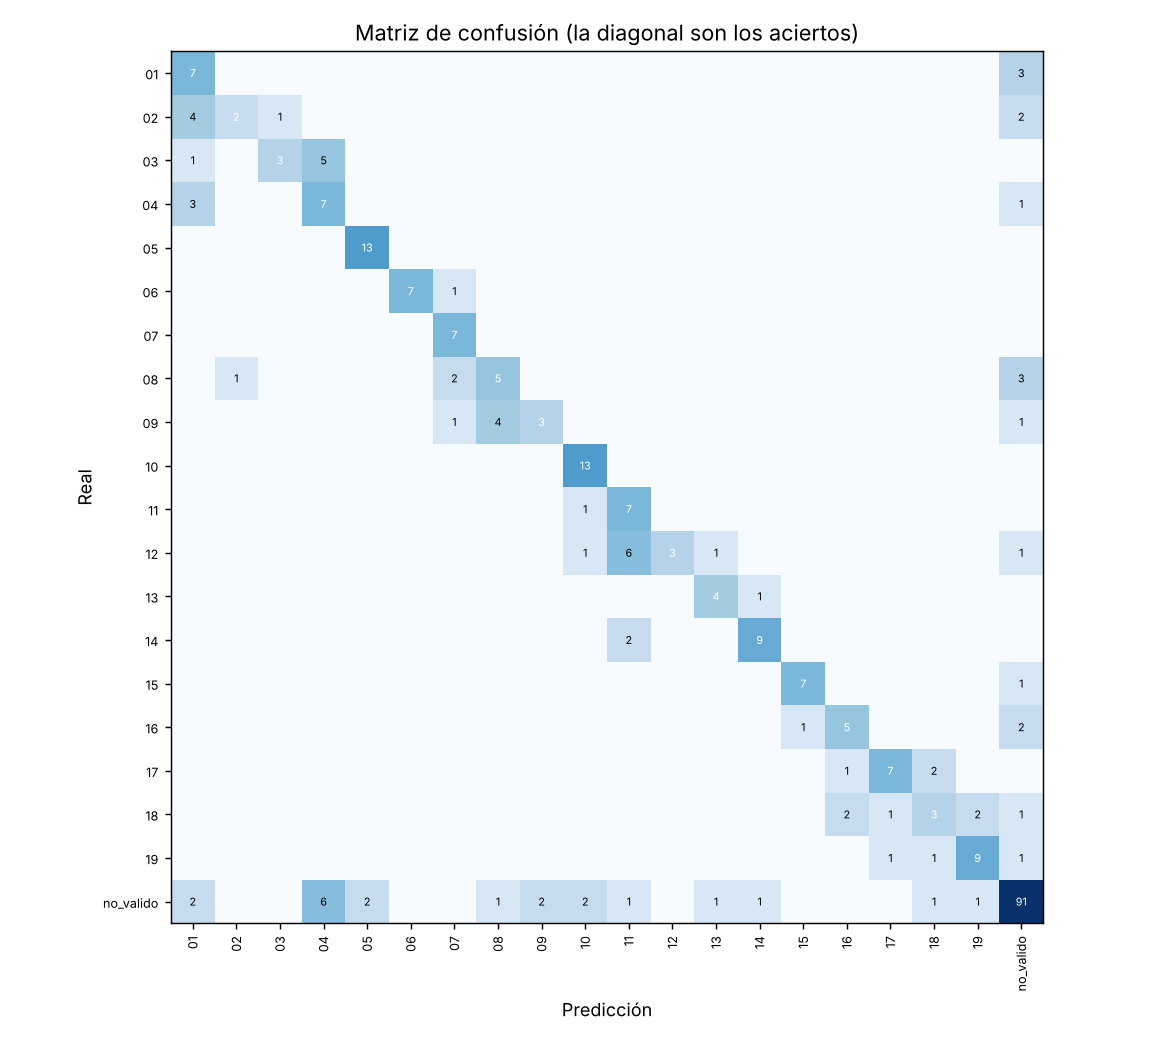 Matriz de confusión (la diagonal son los aciertos)
01 7 3
02 4 2 1 2
03 1 3 5
04 3 7 1
05 13
06 7 1
07 7
08 1 2 5 3
09 1 4 3 1
10 13
11 1 7
12 1 6 3 1 1
13 4 1
14 2 9
15 7 1
16 1 5 2
17 1 7 2
18 2 1 3 2 1
19 1 1 9 1
no_valido 2 6 2 1 2 2 1 1 1 1 1 91
Real
01 02 03 04 05 06 07 08 09 10 11 12 13 14 15 16 17 18 19 no_valido
Predicción